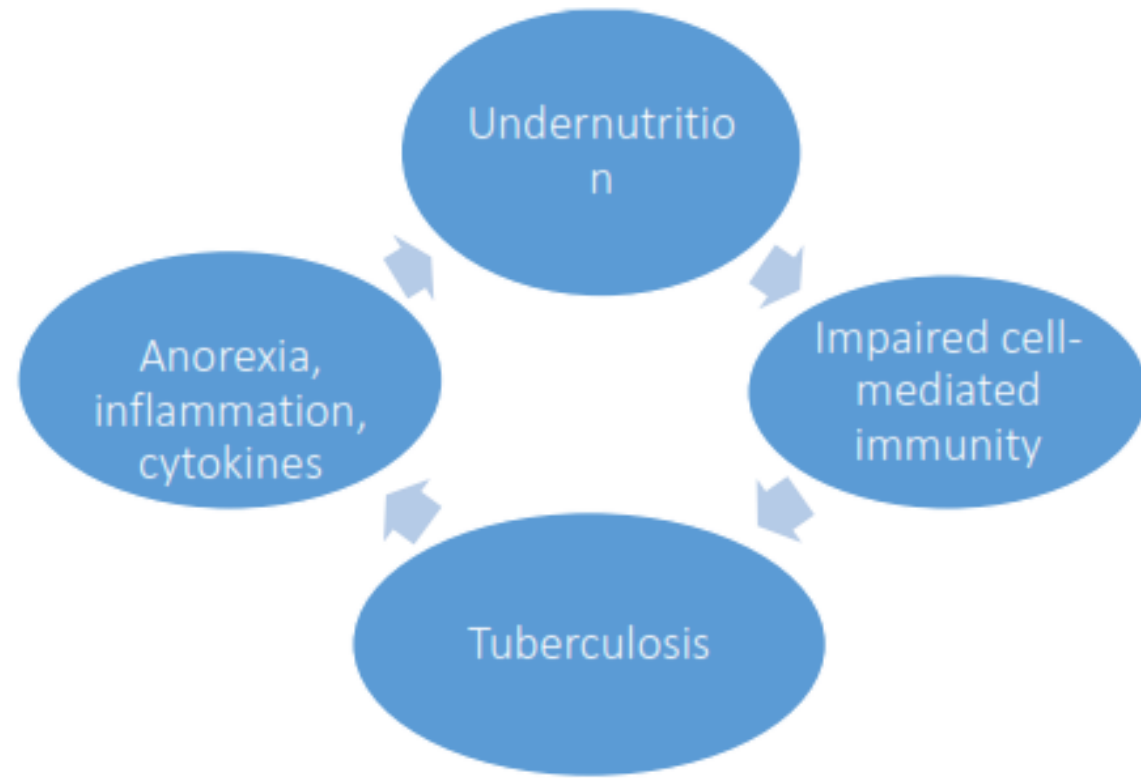 Undernutritio
n
Impaired cell-
mediated
immunity
Tuberculosis
Anorexia,
inflammation,
cytokines